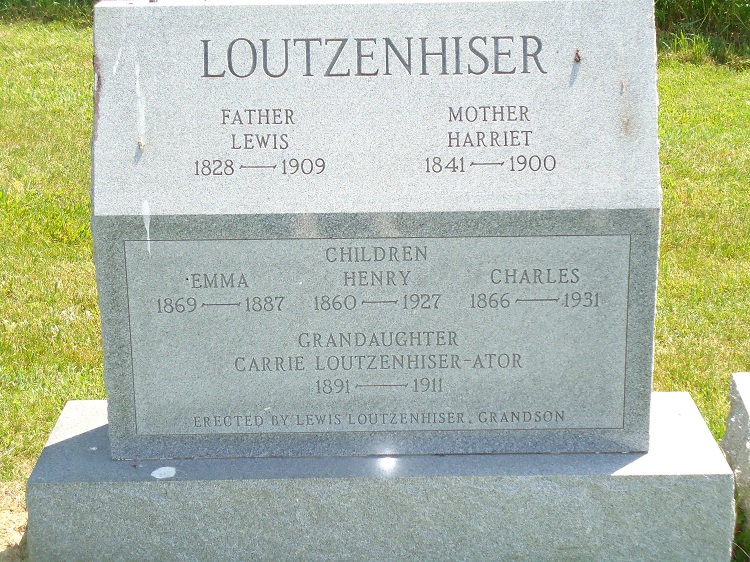 LOUTZENHISER
FATHER MOTHER
LEWIS HARRIET
1828 — 1909 1841 — 1900
CHILDREN
EMMA HENRY CHARLES
1869 — 1887 1860 — 1927 1866 — 1931
GRANDAUGHTER
CARRIE LOUTZENHISER-ATOR
1891 — 1911
ERECTED BY LEWIS LOUTZENHISER, GRANDSON